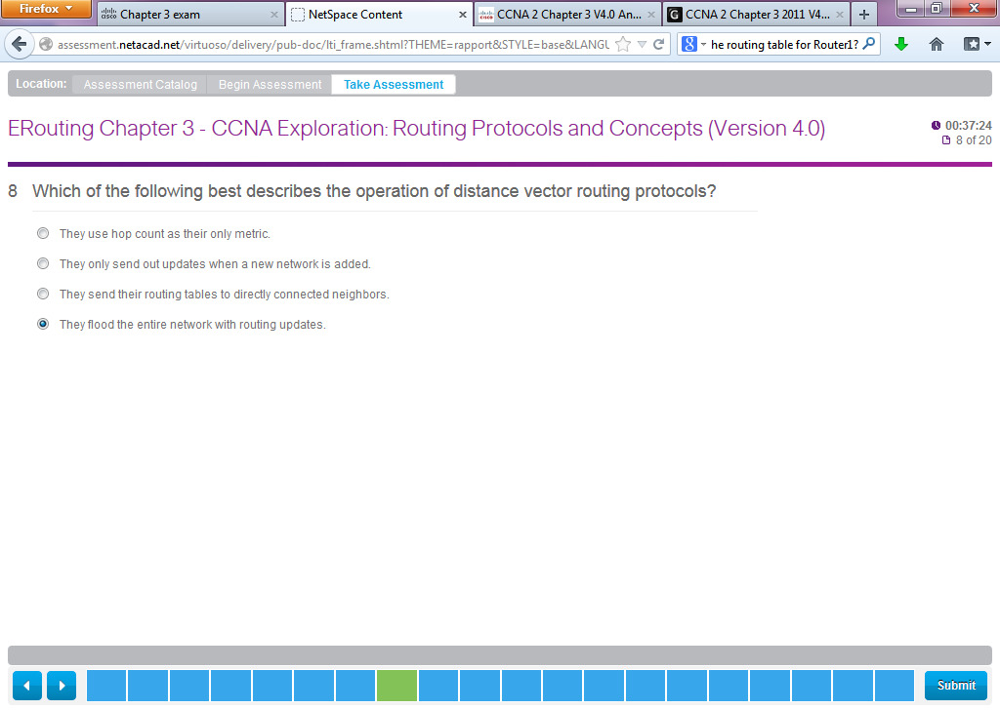 Firefox
Chapter 3 exam
NetSpace Content
CCNA 2 Chapter 3 V4.0 An...
CCNA 2 Chapter 3 2011 V4...
assessment.netacad.net/virtuoso/delivery/pub-doc/lti_frame.shtml?THEME=rapport&STYLE=base&LANGU
he routing table for Router1?
Location: Assessment Catalog Begin Assessment Take Assessment
ERouting Chapter 3 - CCNA Exploration: Routing Protocols and Concepts (Version 4.0)
00:37:24
8 of 20
8 Which of the following best describes the operation of distance vector routing protocols?
They use hop count as their only metric.
They only send out updates when a new network is added.
They send their routing tables to directly connected neighbors.
They flood the entire network with routing updates.
Submit